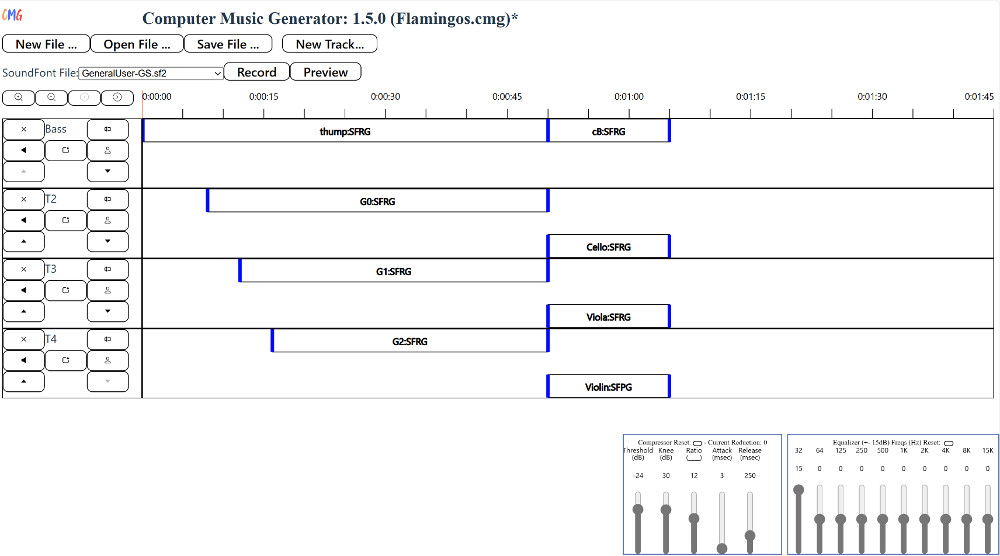 CMG
Computer Music Generator: 1.5.0 (Flamingos.cmg)*
New File ... Open File ... Save File ... New Track...
SoundFont File: GeneralUser-GS.sf2 Record Preview
0:00:00 0:00:15 0:00:30 0:00:45 0:01:00 0:01:15 0:01:30 0:01:45
Bass thump:SFRG cB:SFRG
T2 G0:SFRG
Cello:SFRG
T3 G1:SFRG
Viola:SFRG
T4 G2:SFRG
Violin:SFPG
Compressor Reset: - Current Reduction: 0
Threshold Knee Ratio Attack Release
(dB) (dB) (___) (msec) (msec)
-24 30 12 3 250
Equalizer (+- 15dB) Freqs (Hz) Reset:
32 64 125 250 500 1K 2K 4K 8K 15K
15 0 0 0 0 0 0 0 0 0